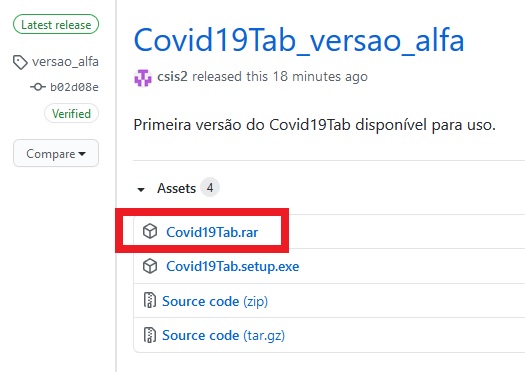 Latest release
versao_alfa
b02d08e
Verified
Compare
Covid19Tab_versao_alfa
csis2 released this 18 minutes ago
Primeira versão do Covid19Tab disponível para uso.
Assets 4
Covid19Tab.rar
Covid19Tab.setup.exe
Source code (zip)
Source code (tar.gz)